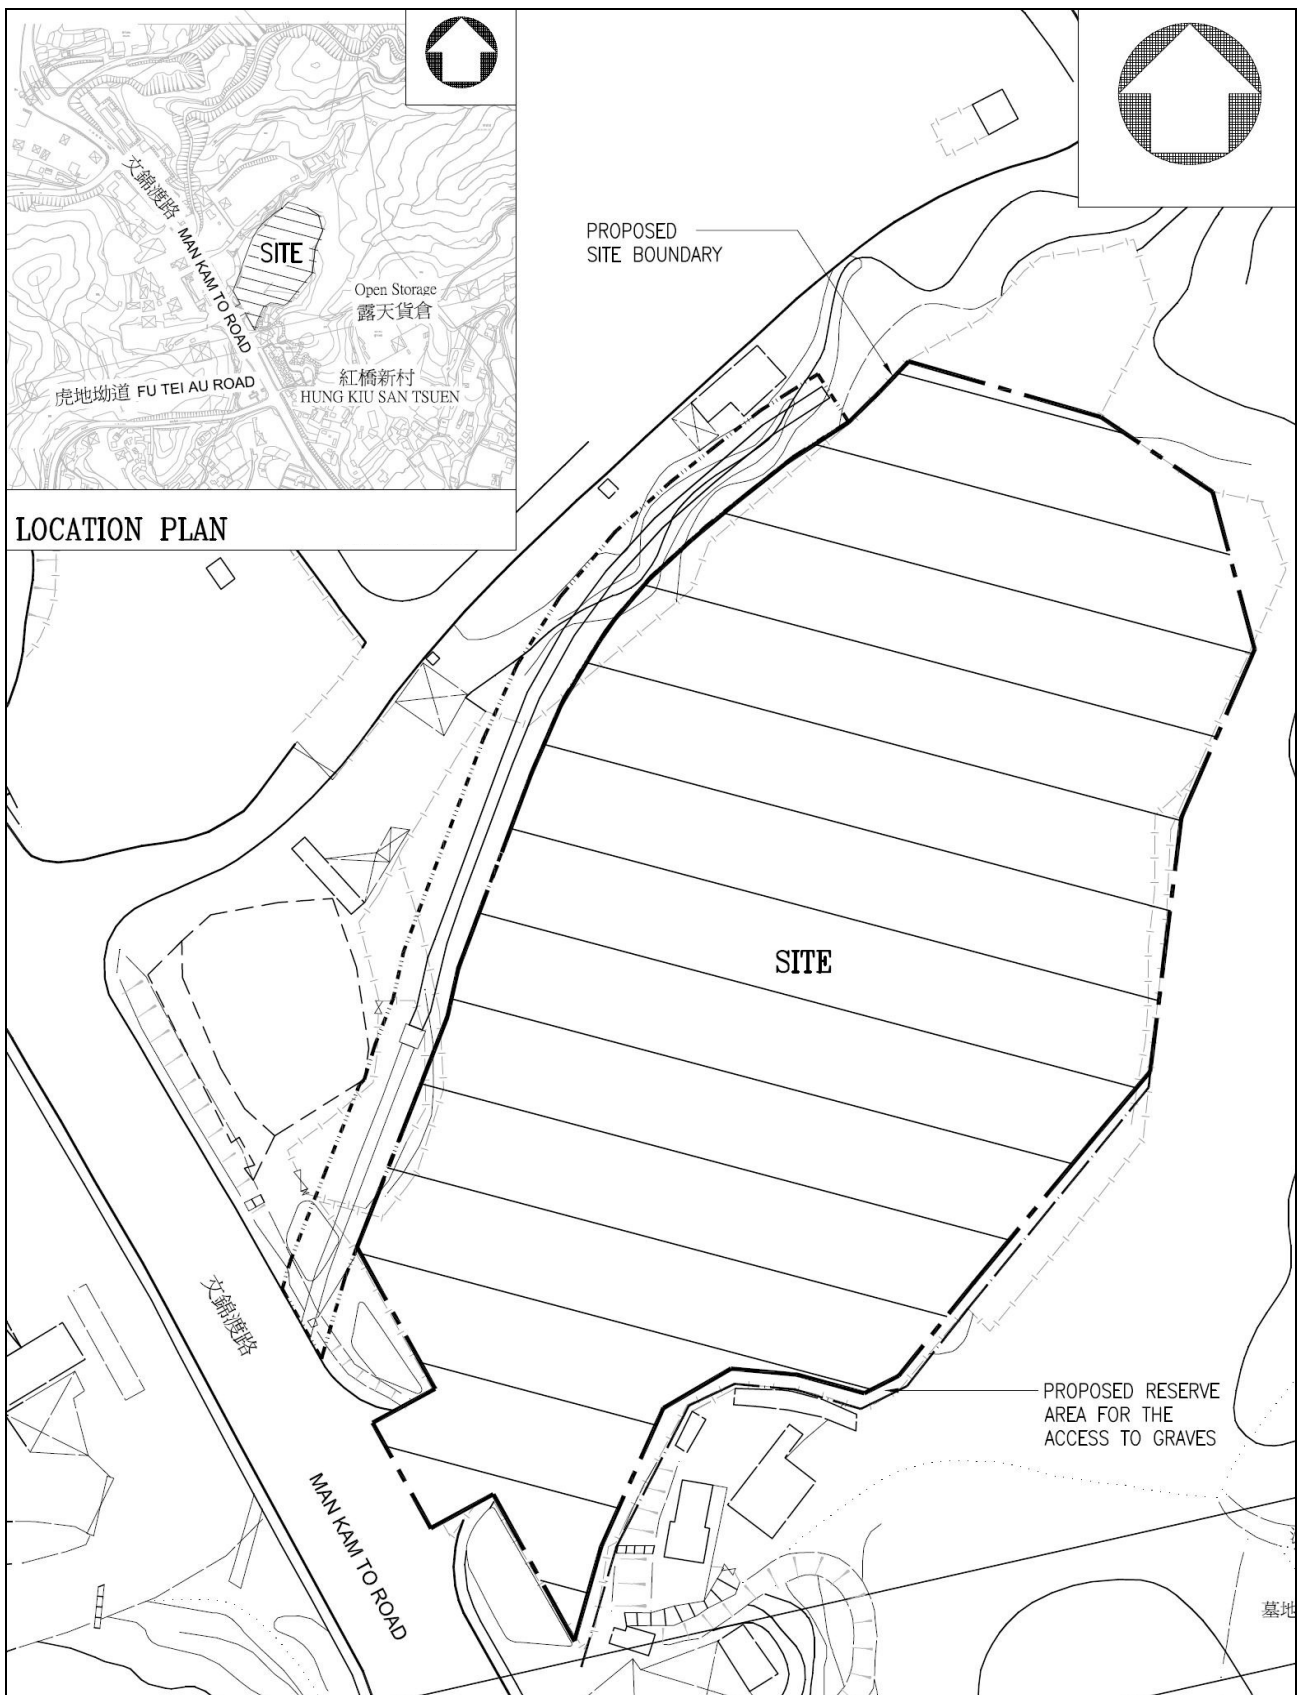 文錦渡路
MAN KAM TO ROAD
SITE
Open Storage
露天貨倉
虎地坳道 FU TEI AU ROAD
紅橋新村
HUNG KIU SAN TSUEN
LOCATION PLAN
PROPOSED
SITE BOUNDARY
SITE
文錦渡路
MAN KAM TO ROAD
PROPOSED RESERVE
AREA FOR THE
ACCESS TO GRAVES
墓地